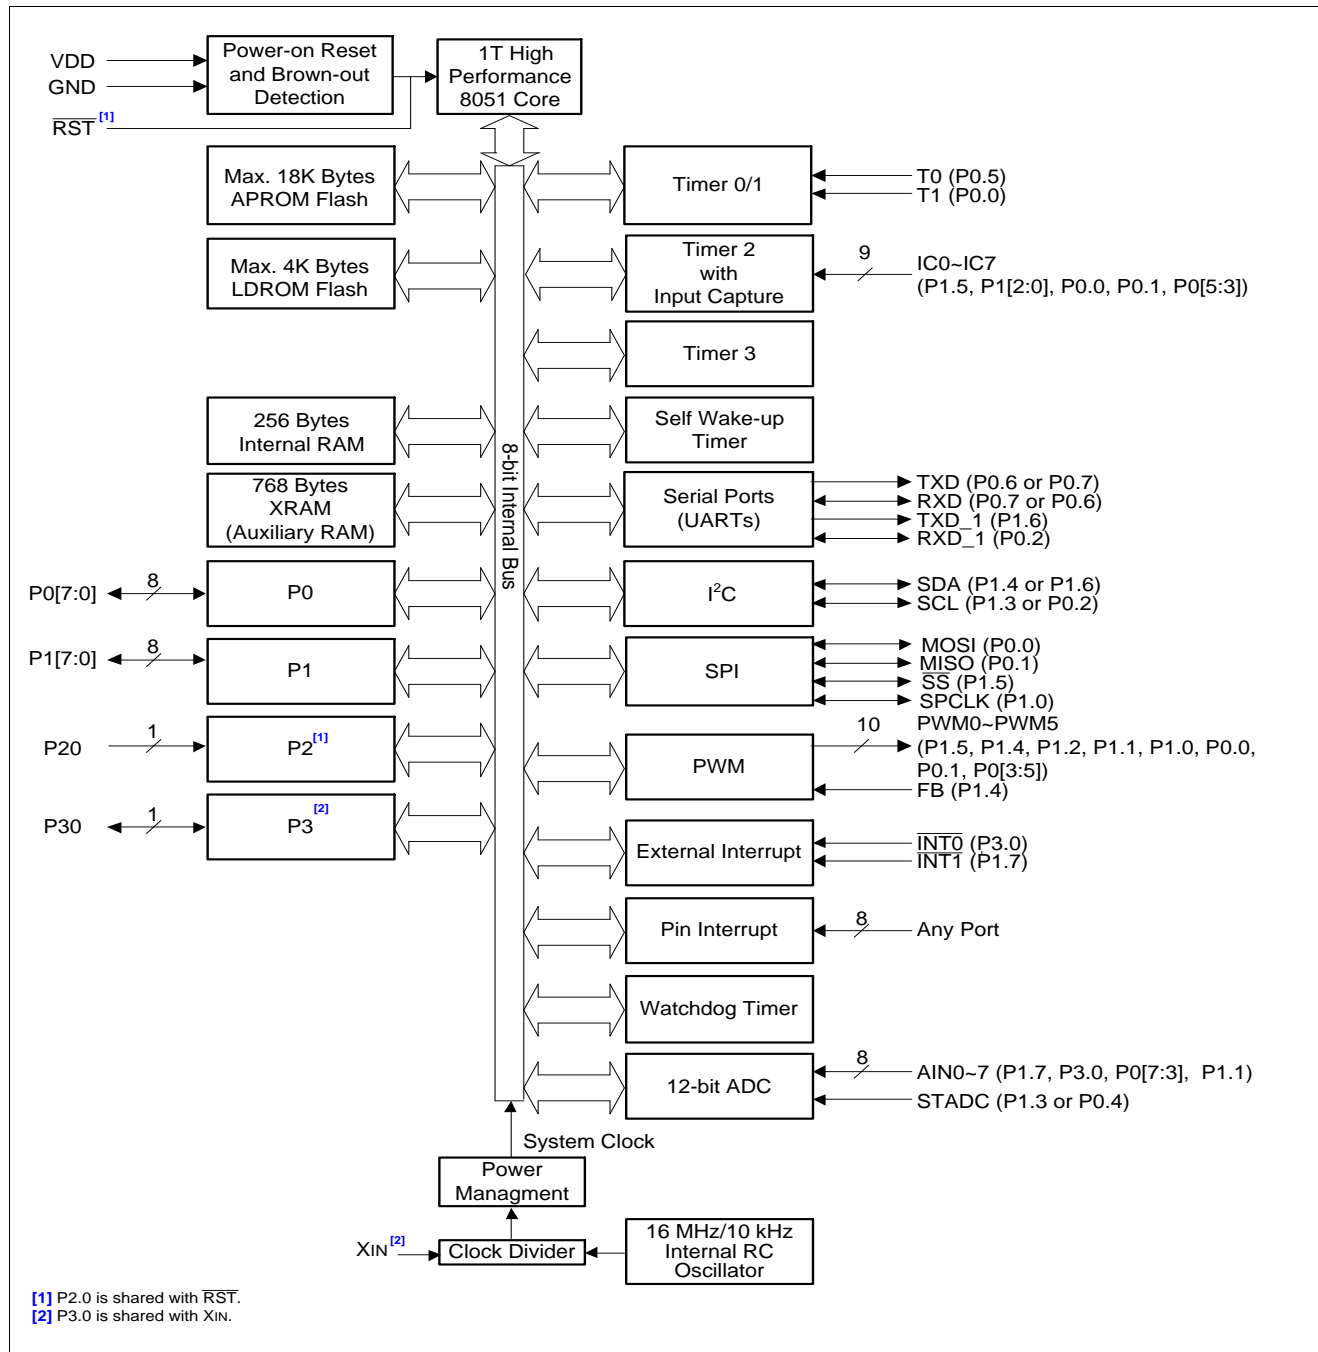 VDD
GND
RST [1]
Power-on Reset
and Brown-out
Detection
1T High
Performance
8051 Core
Max. 18K Bytes
APROM Flash
Max. 4K Bytes
LDROM Flash
256 Bytes
Internal RAM
768 Bytes
XRAM
(Auxiliary RAM)
P0[7:0]
8
P0
P1[7:0]
8
P1
P20
1
P2[1]
P30
1
P3[2]
8-bit Internal Bus
Timer 0/1
T0 (P0.5)
T1 (P0.0)
Timer 2
with
Input Capture
9
IC0~IC7
(P1.5, P1[2:0], P0.0, P0.1, P0[5:3])
Timer 3
Self Wake-up
Timer
Serial Ports
(UARTs)
TXD (P0.6 or P0.7)
RXD (P0.7 or P0.6)
TXD_1 (P1.6)
RXD_1 (P0.2)
I2C
SDA (P1.4 or P1.6)
SCL (P1.3 or P0.2)
SPI
MOSI (P0.0)
MISO (P0.1)
SS (P1.5)
SPCLK (P1.0)
PWM
10
PWM0~PWM5
(P1.5, P1.4, P1.2, P1.1, P1.0, P0.0,
P0.1, P0[3:5])
FB (P1.4)
External Interrupt
INT0 (P3.0)
INT1 (P1.7)
Pin Interrupt
8
Any Port
Watchdog Timer
12-bit ADC
8
AIN0~7 (P1.7, P3.0, P0[7:3], P1.1)
STADC (P1.3 or P0.4)
System Clock
Power
Managment
XIN [2]
Clock Divider
16 MHz/10 kHz
Internal RC
Oscillator
[1] P2.0 is shared with RST.
[2] P3.0 is shared with XIN.